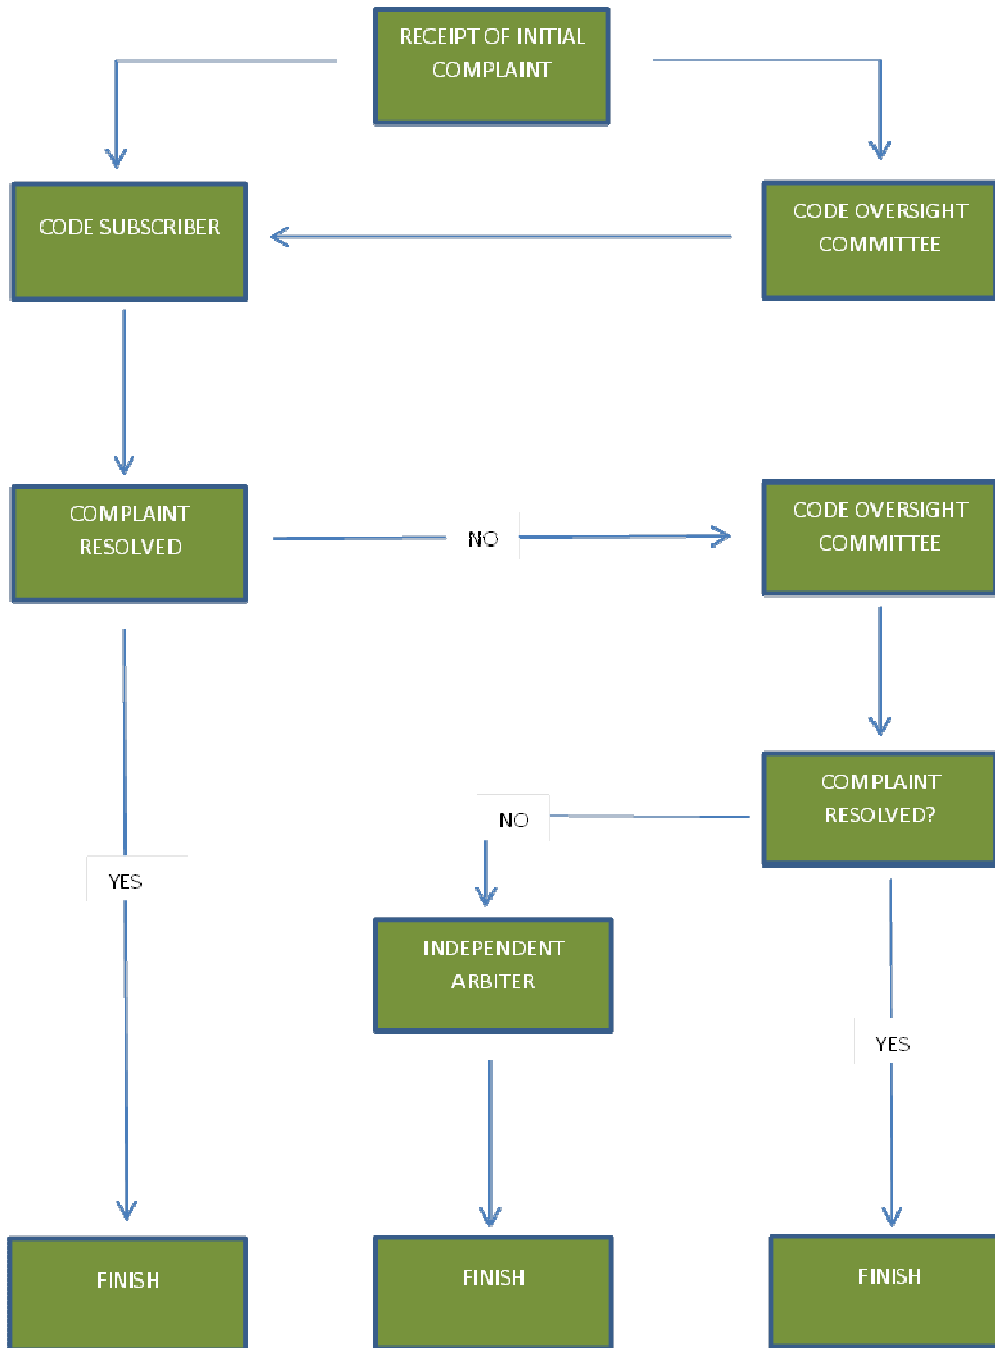 RECEIPT OF INITIAL
COMPLAINT
CODE SUBSCRIBER
CODE OVERSIGHT
COMMITTEE
COMPLAINT
RESOLVED
NO
CODE OVERSIGHT
COMMITTEE
COMPLAINT
RESOLVED?
NO
YES
INDEPENDENT
ARBITER
YES
FINISH
FINISH
FINISH